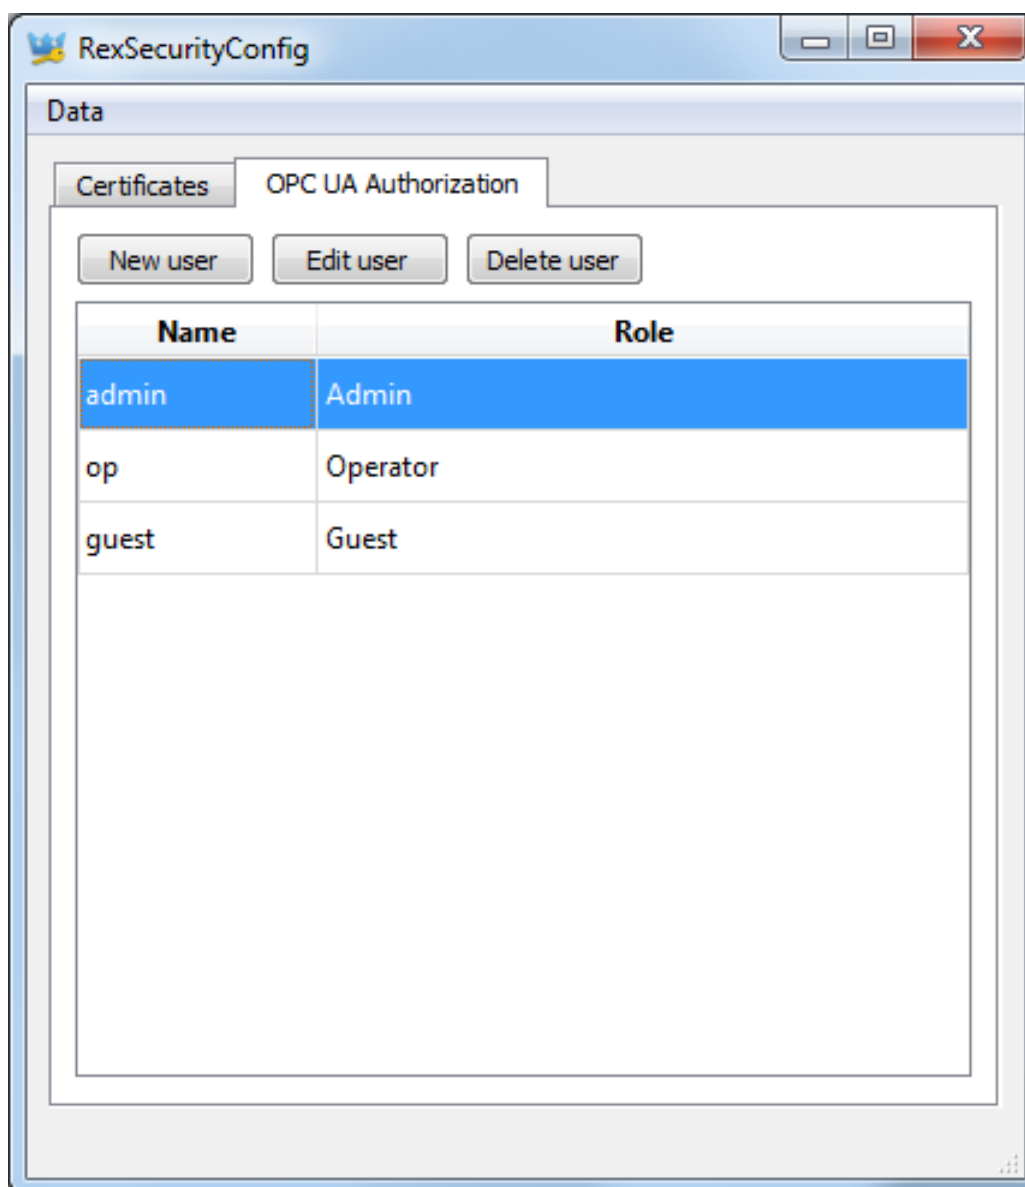 RexSecurityConfig
Data
Certificates OPC UA Authorization
New user Edit user Delete user
Name Role
admin Admin
op Operator
guest Guest